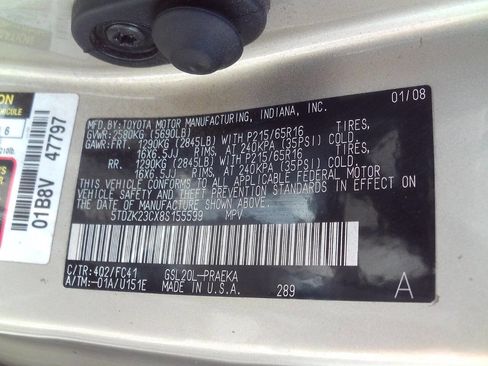 MFD.BY:TOYOTA MOTOR MANUFACTURING, INDIANA, INC. 01/08
GVWR:2580KG (5690LB)
GAWR:FRT. 1290KG (2845LB) WITH P215/65R16 TIRES,
16X6.5JJ RIMS, AT 240KPA (35PSI) COLD.
RR. 1290KG (2845LB) WITH P215/65R16 TIRES,
16X6.5JJ RIMS, AT 240KPA (35PSI) COLD.
THIS VEHICLE CONFORMS TO ALL APPLICABLE FEDERAL MOTOR
VEHICLE SAFETY AND THEFT PREVENTION STANDARDS IN EFFECT ON
THE DATE OF MANUFACTURE SHOWN ABOVE.
5TDZK23CX8S155599 MPV
C/TR:4Q2/FC41 GSL20L-PRAEKA
A/TM:-01A/U151E MADE IN U.S.A. 289 A
01B8V 47797